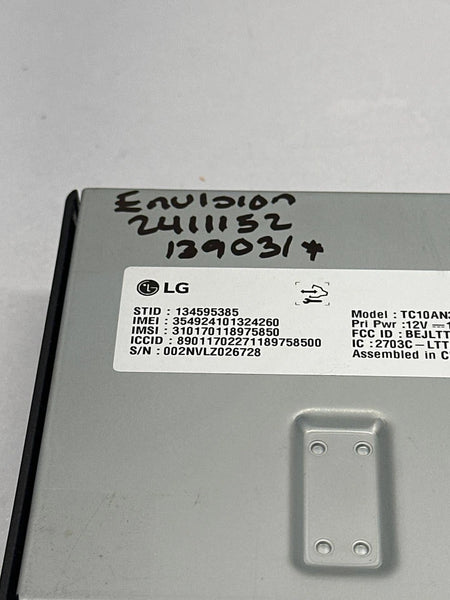 Envision
2411152
139031*
LG
STID : 134595385
IMEI : 354924101324260
IMSI : 310170118975850
ICCID : 89011702271189758500
S/N : 002NVLZ026728
Model : TC10AN
Pri Pwr :12V
FCC ID : BEJLTT
IC : 2703C-LTT
Assembled in C